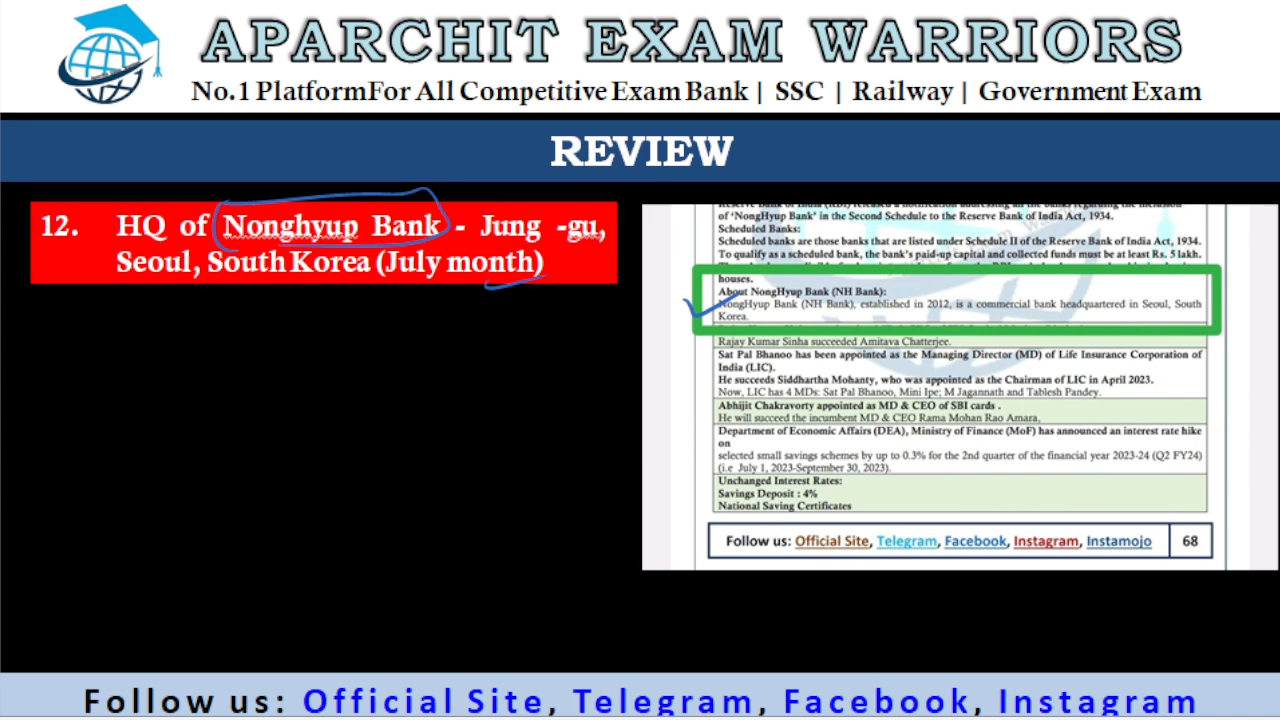 APARCHIT EXAM WARRIORS
No.1 PlatformFor All Competitive Exam Bank | SSC | Railway | Government Exam
REVIEW
12. HQ of Nonghyup Bank - Jung -gu,
Seoul, South Korea (July month)
of 'NongHyup Bank' in the Second Schedule to the Reserve Bank of India Act, 1934.
Scheduled Banks:
Scheduled banks are those banks that are listed under Schedule II of the Reserve Bank of India Act, 1934.
To qualify as a scheduled bank, the bank's paid-up capital and collected funds must be at least Rs. 5 lakh.
houses.
About NongHyup Bank (NH Bank):
NongHyup Bank (NH Bank), established in 2012, is a commercial bank headquartered in Seoul, South
Korea.
Rajay Kumar Sinha succeeded Amitava Chatterjee.
Sat Pal Bhanoo has been appointed as the Managing Director (MD) of Life Insurance Corporation of
India (LIC).
He succeeds Siddhartha Mohanty, who was appointed as the Chairman of LIC in April 2023.
Now, LIC has 4 MDs: Sat Pal Bhanoo, Mini Ipe; M Jagannath and Tablesh Pandey.
Abhijit Chakravorty appointed as MD & CEO of SBI cards .
He will succeed the incumbent MD & CEO Rama Mohan Rao Amara,
Department of Economic Affairs (DEA), Ministry of Finance (MoF) has announced an interest rate hike
on
selected small savings schemes by up to 0.3% for the 2nd quarter of the financial year 2023-24 (Q2 FY24)
(i.e July 1, 2023-September 30, 2023).
Unchanged Interest Rates:
Savings Deposit : 4%
National Saving Certificates
Follow us: Official Site, Telegram, Facebook, Instagram, Instamojo 68
Follow us: Official Site, Telegram, Facebook, Instagram